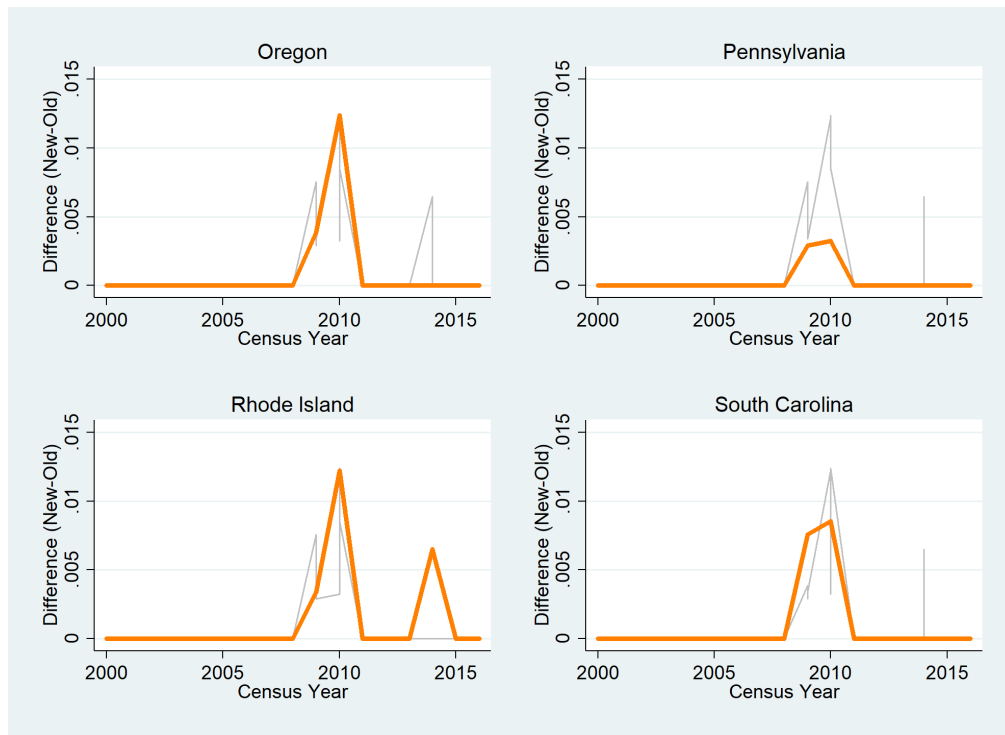 Oregon
Difference (New-Old)
0 .005 .01 .015
2000 2005 2010 2015
Census Year
Pennsylvania
Difference (New-Old)
0 .005 .01 .015
2000 2005 2010 2015
Census Year
Rhode Island
Difference (New-Old)
0 .005 .01 .015
2000 2005 2010 2015
Census Year
South Carolina
Difference (New-Old)
0 .005 .01 .015
2000 2005 2010 2015
Census Year